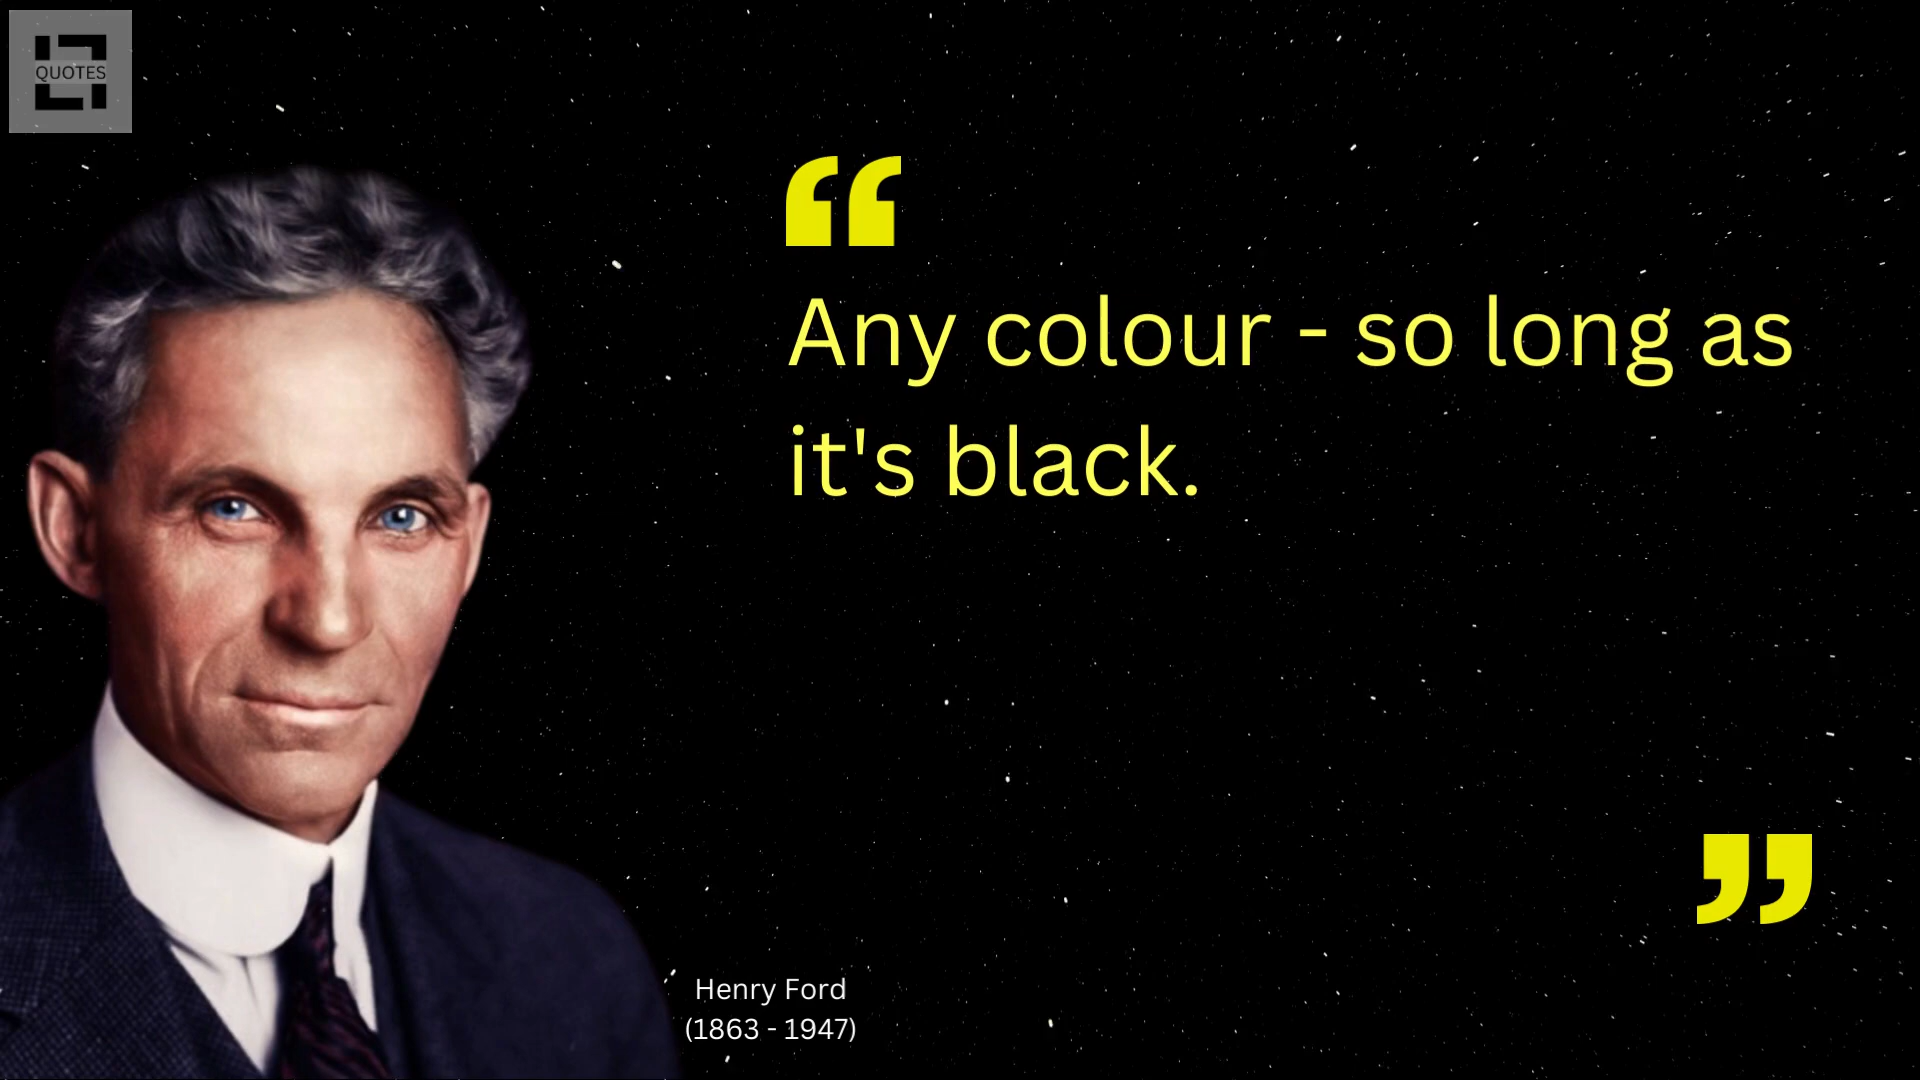 QUOTES
“
Any colour - so long as
it's black.
”
Henry Ford
(1863 - 1947)